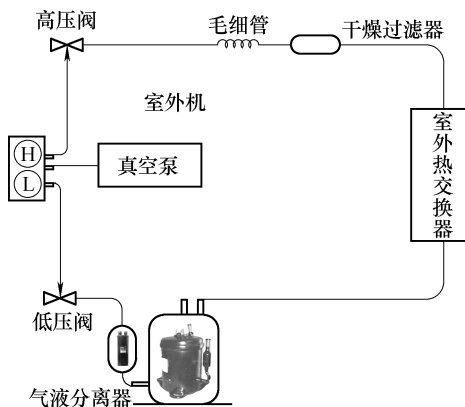 高压阀
毛细管
干燥过滤器
室外机
H
L
真空泵
室外热交换器
低压阀
气液分离器